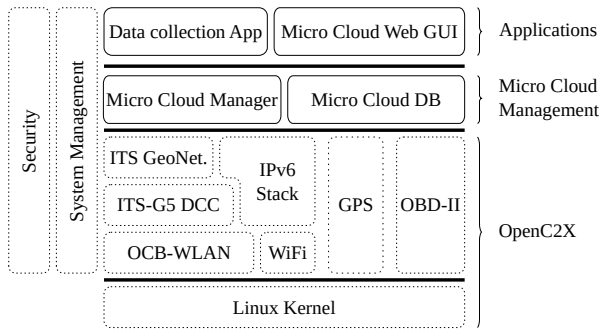 Security
System Management
Data collection App
Micro Cloud Web GUI
Applications
Micro Cloud Manager
Micro Cloud DB
Micro Cloud
Management
ITS GeoNet.
IPv6
Stack
ITS-G5 DCC
GPS
OBD-II
OCB-WLAN
WiFi
OpenC2X
Linux Kernel